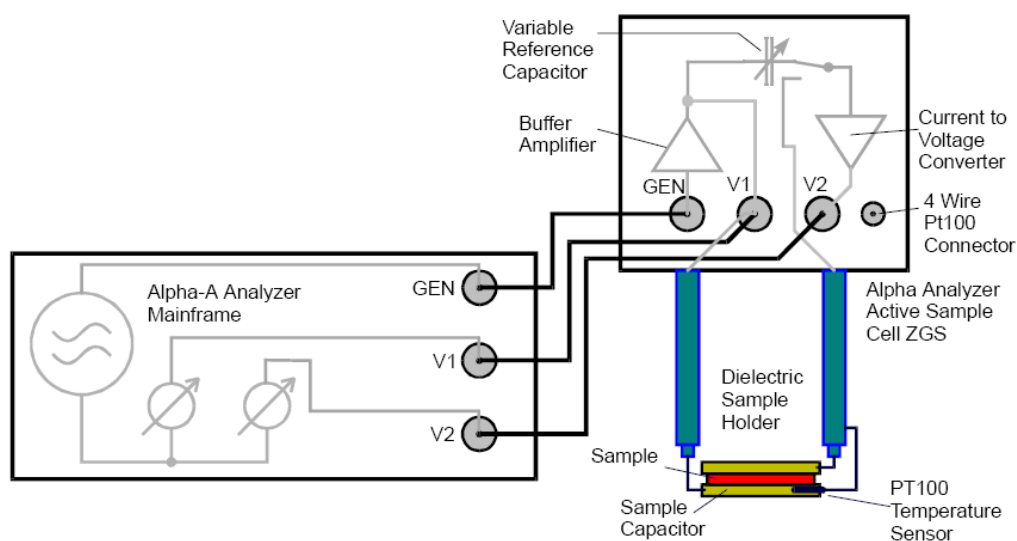 Variable
Reference
Capacitor
Buffer
Amplifier
Current to
Voltage
Converter
GEN
V1
V2
4 Wire
Pt100
Connector
Alpha-A Analyzer
Mainframe
GEN
V1
V2
Alpha Analyzer
Active Sample
Cell ZGS
Dielectric
Sample
Holder
Sample
Sample
Capacitor
PT100
Temperature
Sensor